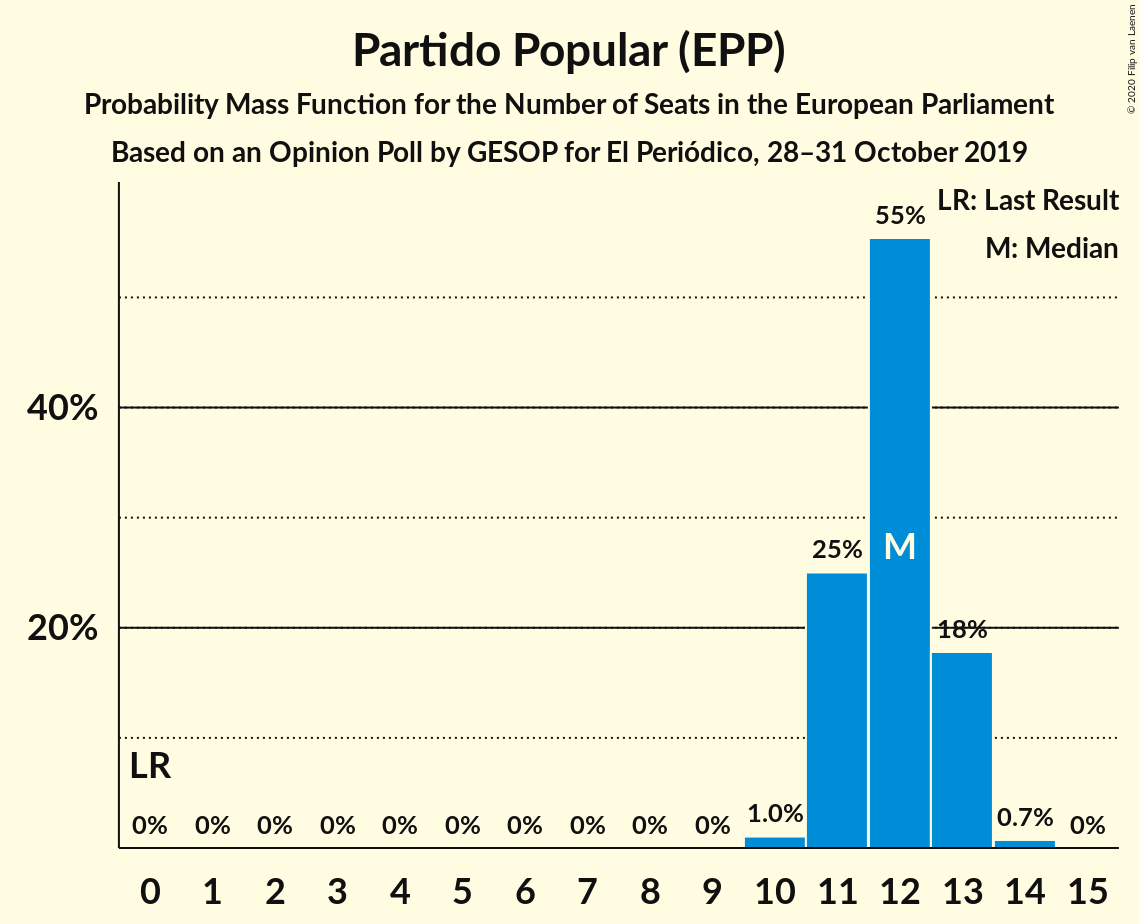 Partido Popular (EPP)
Probability Mass Function for the Number of Seats in the European Parliament
Based on an Opinion Poll by GESOP for El Periódico, 28–31 October 2019
© 2020 Filip van Laenen
LR: Last Result
M: Median
55%
40%
25%
M
20%
18%
LR
0% 0% 0% 0% 0% 0% 0% 0% 0% 0% 1.0% 0.7% 0%
0 1 2 3 4 5 6 7 8 9 10 11 12 13 14 15